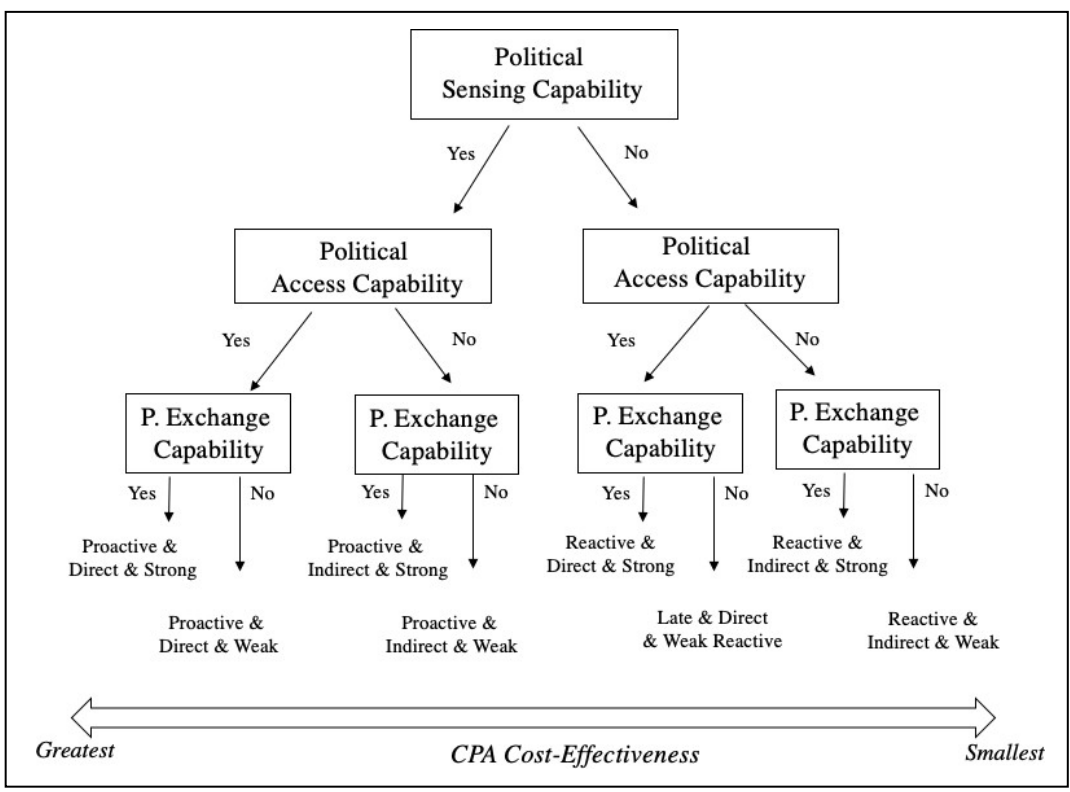 Political
Sensing Capability
Yes
No
Political
Access Capability
Political
Access Capability
Yes
No
Yes
No
P. Exchange
Capability
P. Exchange
Capability
P. Exchange
Capability
P. Exchange
Capability
Yes
No
Yes
No
Yes
No
Yes
No
Proactive &
Direct & Strong
Proactive &
Indirect & Strong
Reactive &
Direct & Strong
Reactive &
Indirect & Strong
Proactive &
Direct & Weak
Proactive &
Indirect & Weak
Late & Direct
& Weak Reactive
Reactive &
Indirect & Weak
Greatest
CPA Cost-Effectiveness
Smallest